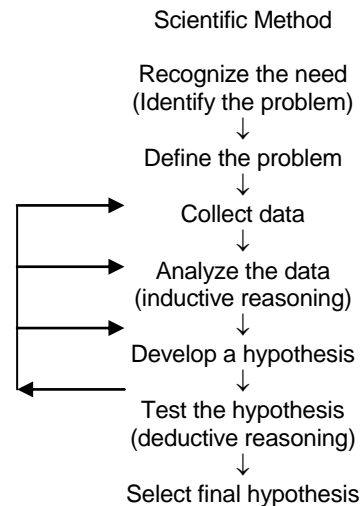 Scientific Method
Recognize the need
(Identify the problem)
↓
Define the problem
↓
Collect data
↓
Analyze the data
(inductive reasoning)
↓
Develop a hypothesis
↓
Test the hypothesis
(deductive reasoning)
↓
Select final hypothesis